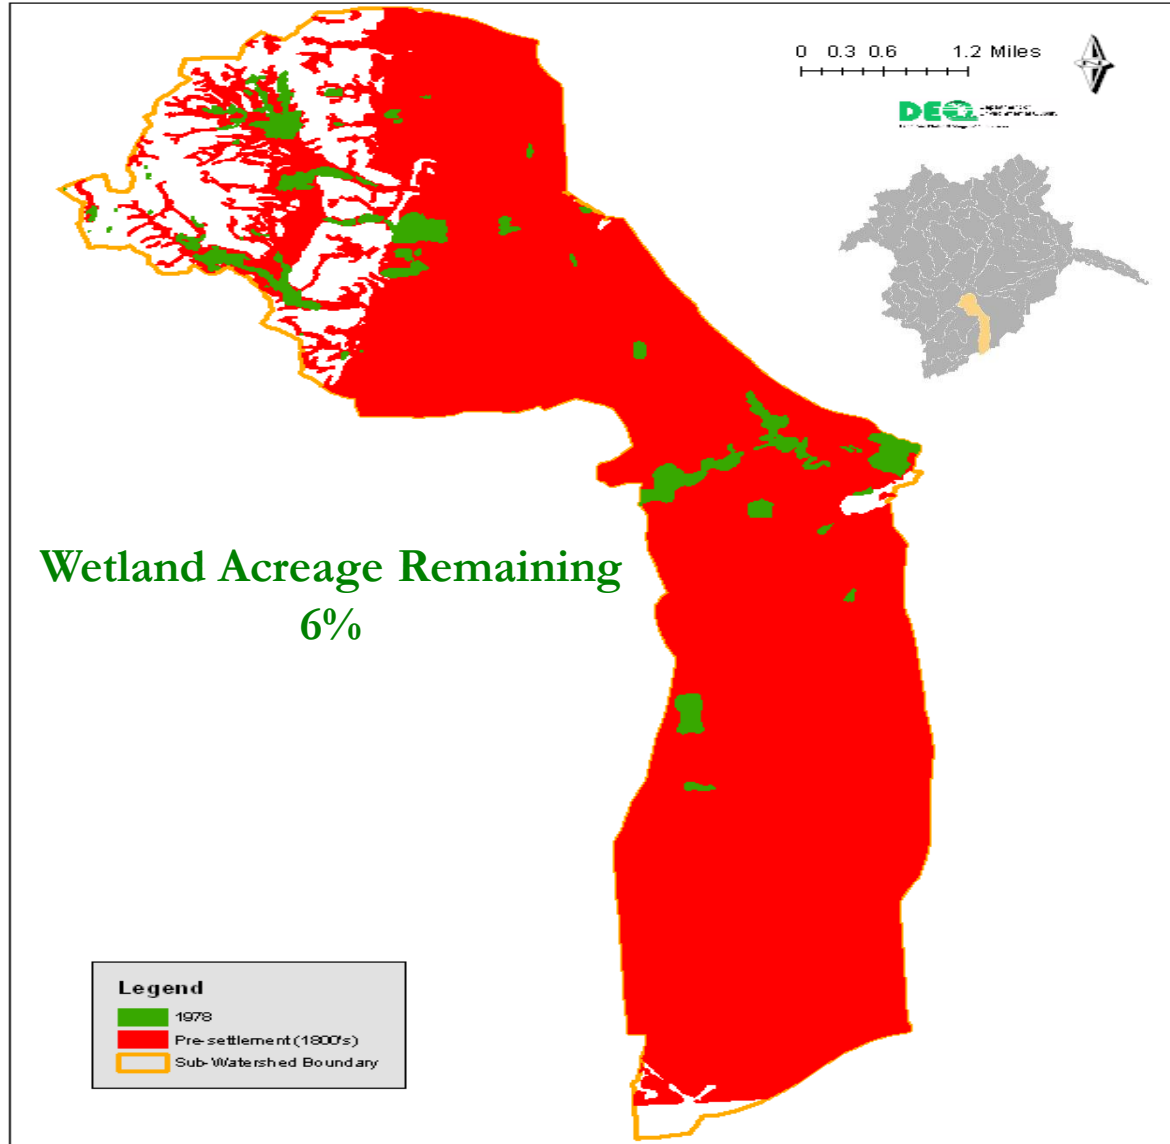 0 0.3 0.6 1.2 Miles
N
DEQ
Wetland Acreage Remaining
6%
Legend
1978
Pre-settlement (1800's)
Sub-Watershed Boundary